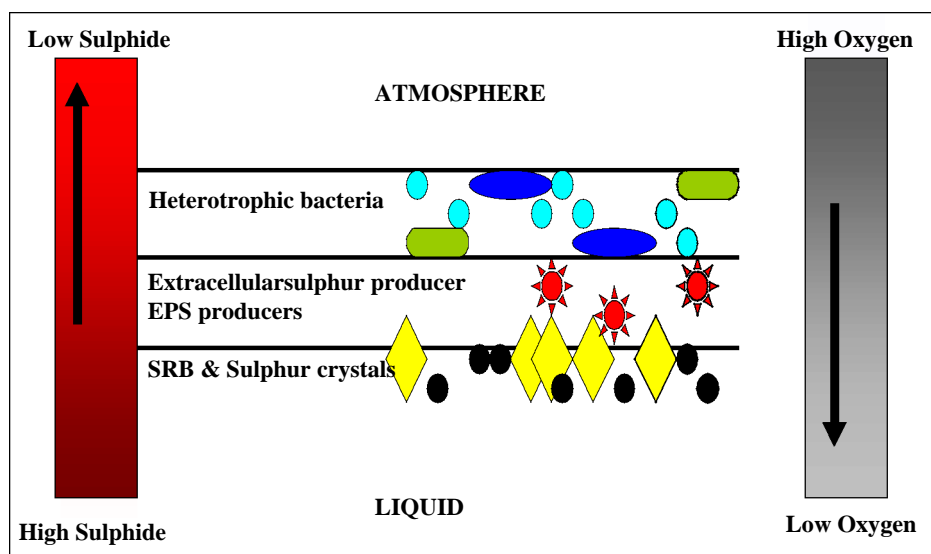 Low Sulphide
High Oxygen
ATMOSPHERE
Heterotrophic bacteria
Extracellularsulphur producer
EPS producers
SRB & Sulphur crystals
LIQUID
High Sulphide
Low Oxygen